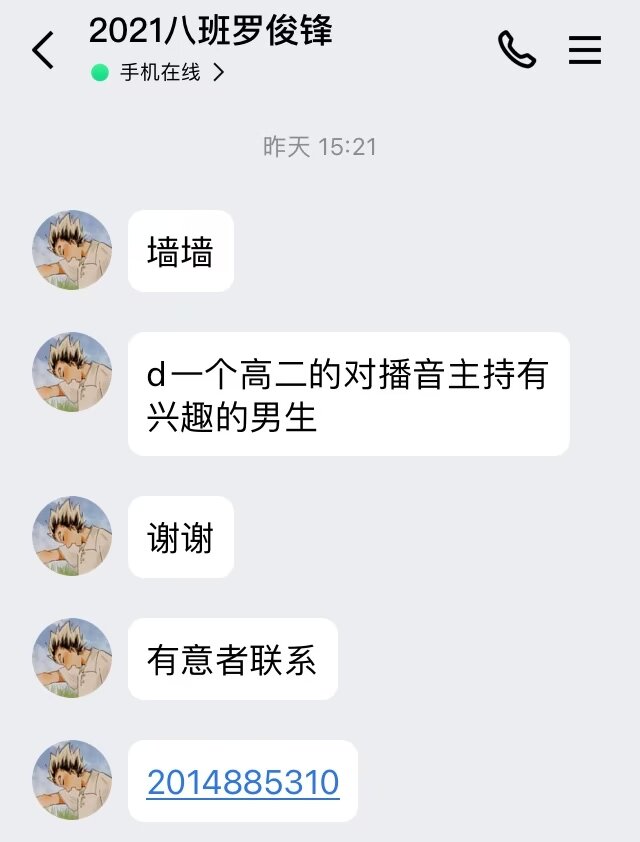 2021八班罗俊锋
手机在线
昨天 15:21
墙墙
d一个高二的对播音主持有
兴趣的男生
谢谢
有意者联系
2014885310